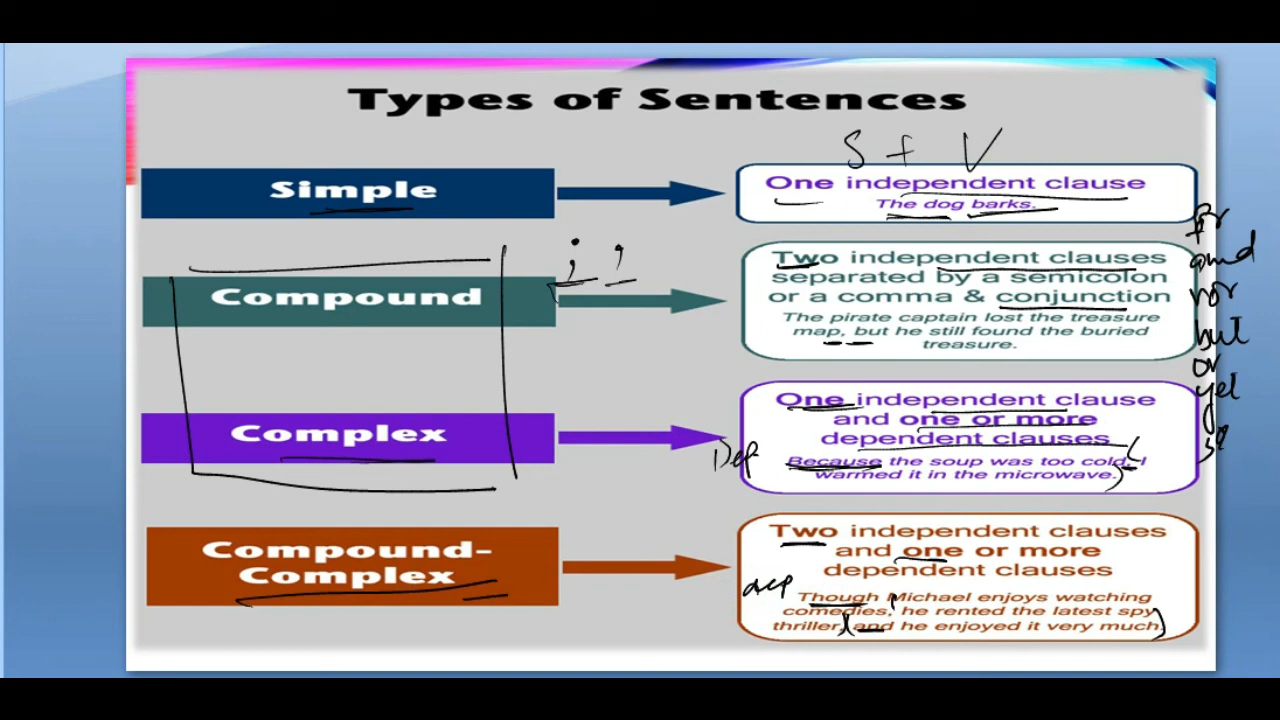 Types of Sentences
S + V
Simple
One independent clause
The dog barks.
Compound
; ,
Two independent clauses
separated by a semicolon
or a comma & conjunction
The pirate captain lost the treasure
map, but he still found the buried
treasure.
for
and
nor
but
or
yet
so
Complex
One independent clause
and one or more
dependent clauses
Dep
Because the soup was too cold, I
warmed it in the microwave.
Compound-
Complex
Two independent clauses
and one or more
dependent clauses
dep
Though Michael enjoys watching
comedies, he rented the latest spy
thriller, and he enjoyed it very much.